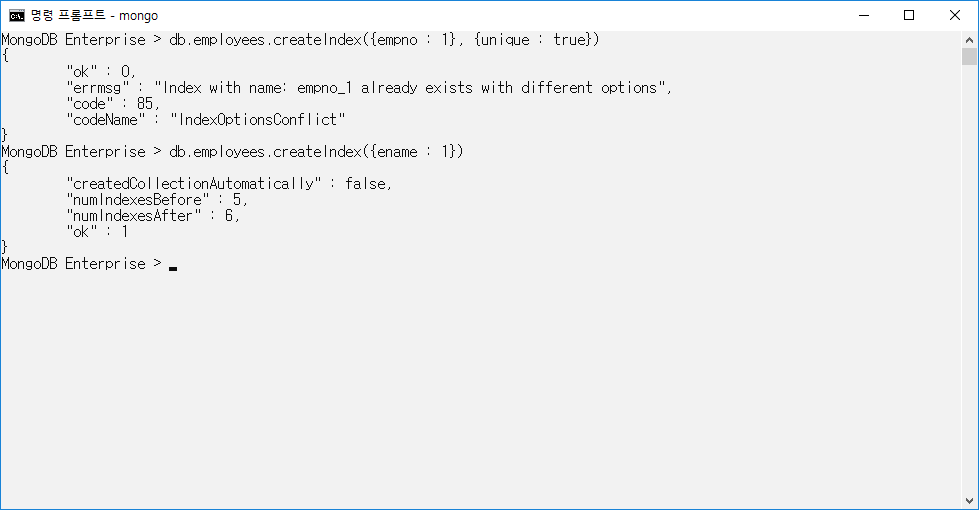 명령 프롬프트 - mongo
MongoDB Enterprise > db.employees.createIndex({empno : 1}, {unique : true})
{
        "ok" : 0,
        "errmsg" : "Index with name: empno_1 already exists with different options",
        "code" : 85,
        "codeName" : "IndexOptionsConflict"
}
MongoDB Enterprise > db.employees.createIndex({ename : 1})
{
        "createdCollectionAutomatically" : false,
        "numIndexesBefore" : 5,
        "numIndexesAfter" : 6,
        "ok" : 1
}
MongoDB Enterprise >